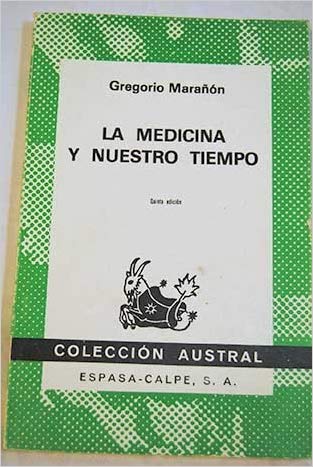 Gregorio Marañón
LA MEDICINA
Y NUESTRO TIEMPO
Quinta edición
COLECCIÓN AUSTRAL
ESPASA-CALPE, S. A.